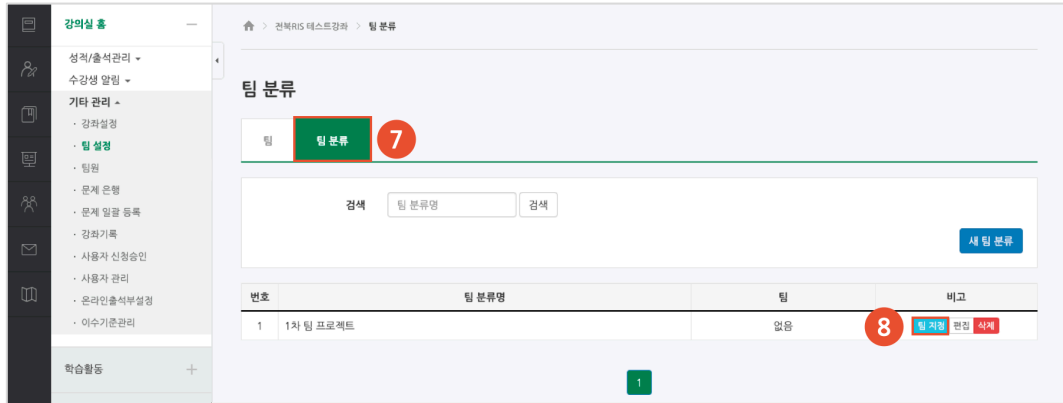 강의실 홈
성적/출석관리
수강생 알림
기타 관리
· 강좌설정
· 팀 설정
· 팀원
· 문제 은행
· 문제 일괄 등록
· 강좌기록
· 사용자 신청승인
· 사용자 관리
· 온라인출석부설정
· 이수기준관리
학습활동
> 전북RIS 테스트강좌 > 팀 분류
팀 분류
팀 팀 분류 7
검색 팀 분류명 검색
새 팀 분류
번호 팀 분류명 팀 비고
1 1차 팀 프로젝트 없음 8 팀 지정 편집 삭제
1